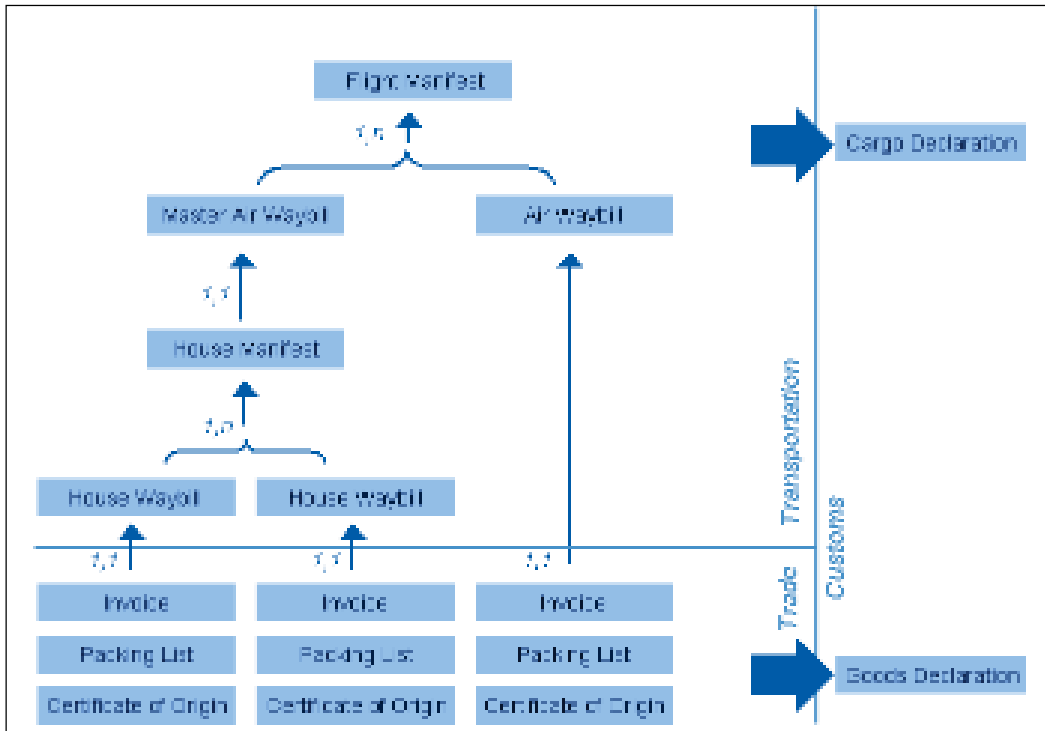 Flight Manifest
1,n
Cargo Declaration
Master Air Waybill
Air Waybill
1,1
House Manifest
1,n
House Waybill
House Waybill
Transportation
Customs
Trade
1,1
1,1
1,1
Invoice
Invoice
Invoice
Packing List
Packing List
Packing List
Goods Declaration
Certificate of Origin
Certificate of Origin
Certificate of Origin